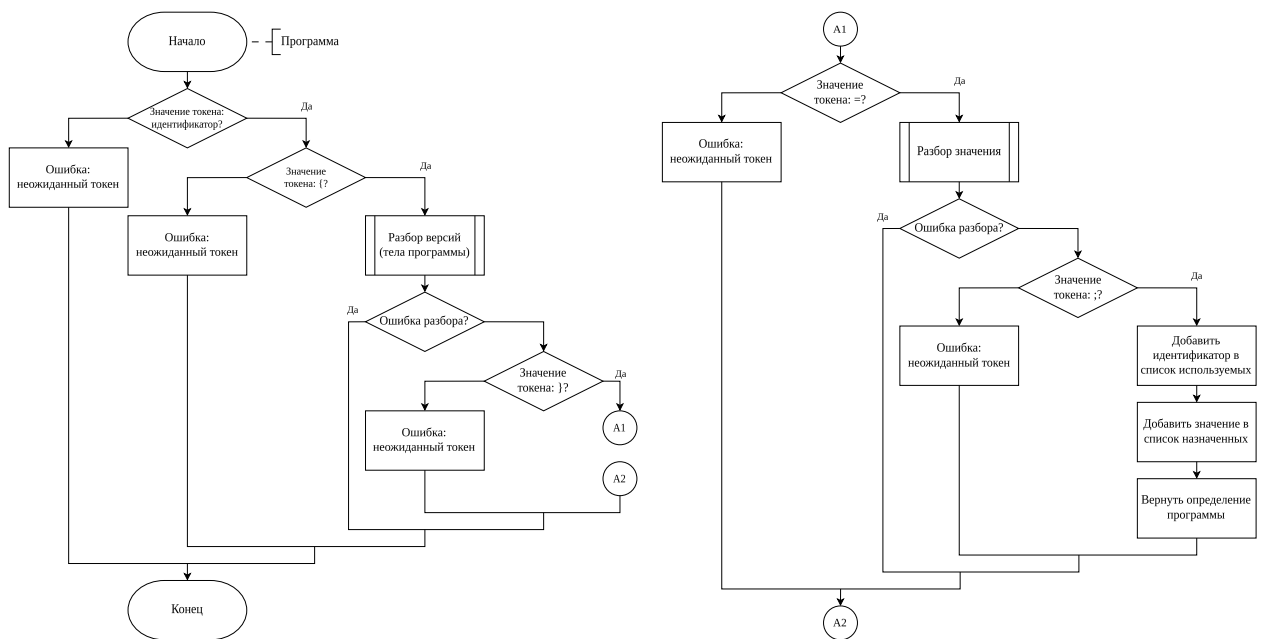 Начало
Программа
Значение токена:
идентификатор?
Да
Ошибка:
неожиданный токен
Значение
токена: {?
Да
Ошибка:
неожиданный токен
Разбор версий
(тела программы)
Да
Ошибка разбора?
Значение
токена: }?
Да
Ошибка:
неожиданный токен
A1
A2
Конец
A1
Значение
токена: =?
Да
Ошибка:
неожиданный токен
Разбор значения
Да
Ошибка разбора?
Значение
токена: ;?
Да
Ошибка:
неожиданный токен
Добавить
идентификатор в
список используемых
Добавить значение в
список назначенных
Вернуть определение
программы
A2